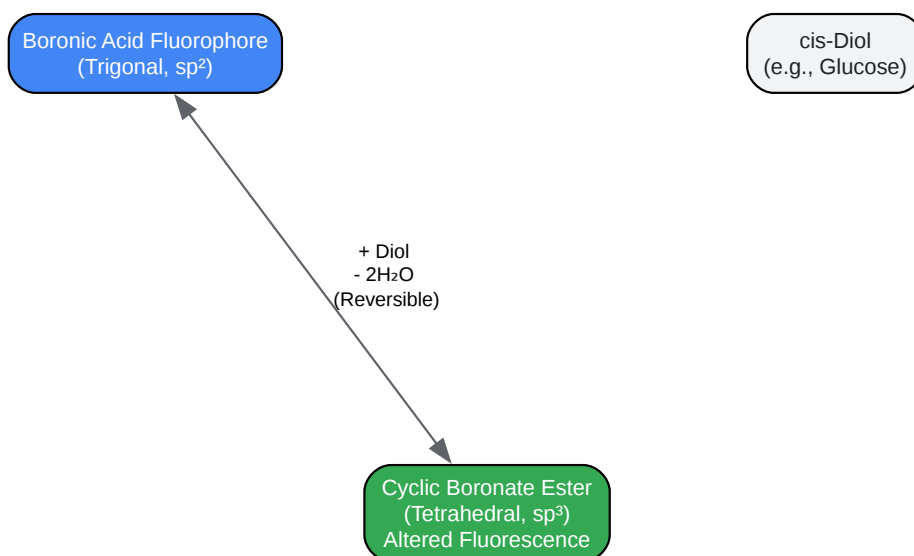 Boronic Acid Fluorophore
(Trigonal, sp²)
cis-Diol
(e.g., Glucose)
+ Diol
- 2H₂O
(Reversible)
Cyclic Boronate Ester
(Tetrahedral, sp³)
Altered Fluorescence